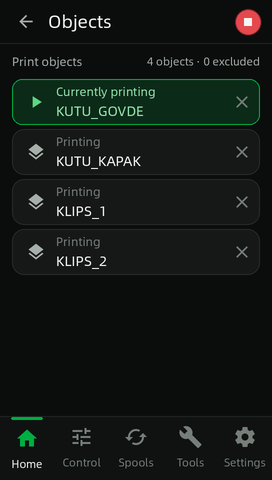 Objects
Print objects
4 objects · 0 excluded
Currently printing
KUTU_GOVDE
Printing
KUTU_KAPAK
Printing
KLIPS_1
Printing
KLIPS_2
Home
Control
Spools
Tools
Settings